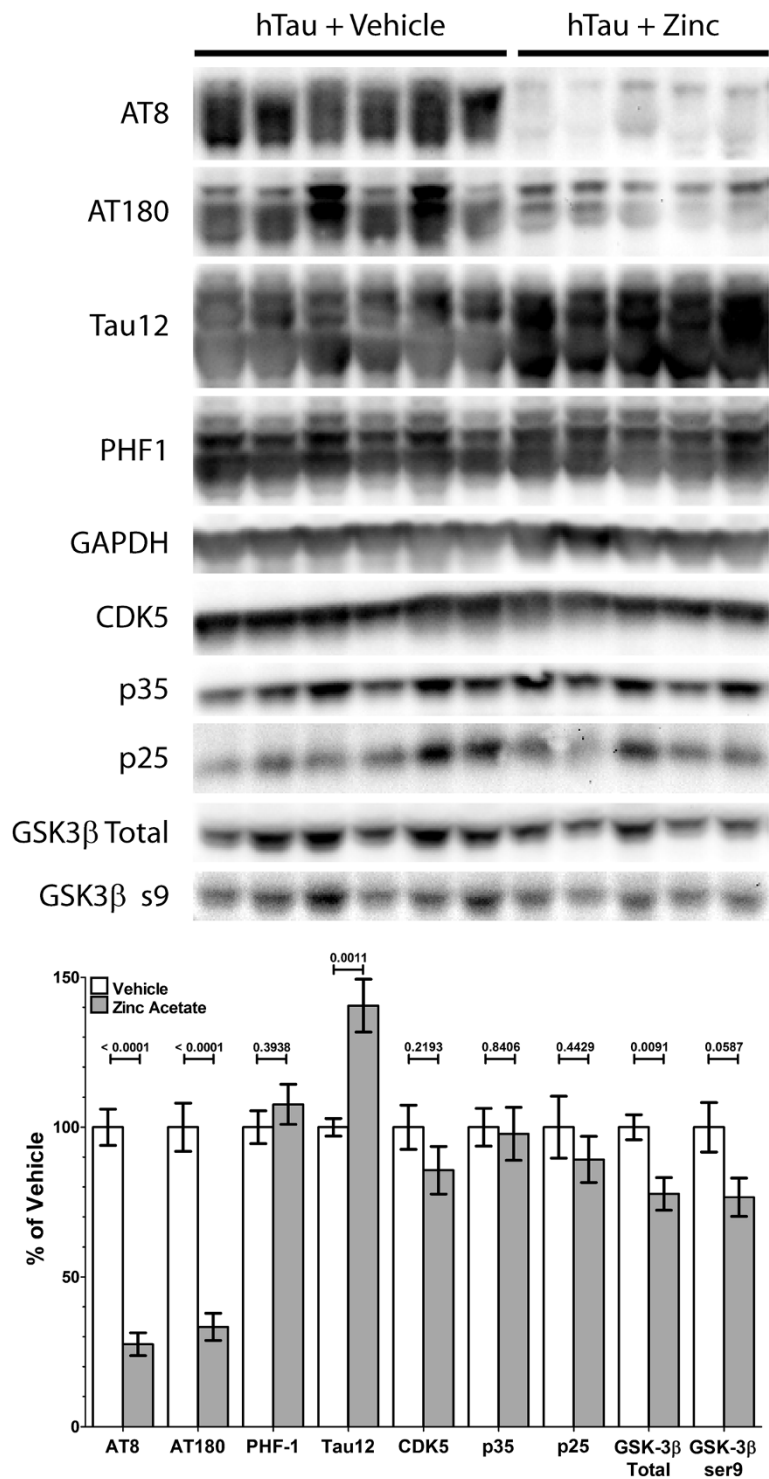 hTau + Vehicle hTau + Zinc
AT8
AT180
Tau12
PHF1
GAPDH
CDK5
p35
p25
GSK3β Total
GSK3β s9
150
100
50
0
% of Vehicle
Vehicle
Zinc Acetate
< 0.0001 < 0.0001 0.3938 0.0011 0.2193 0.8406 0.4429 0.0091 0.0587
AT8 AT180 PHF-1 Tau12 CDK5 p35 p25 GSK-3β GSK-3β
Total ser9